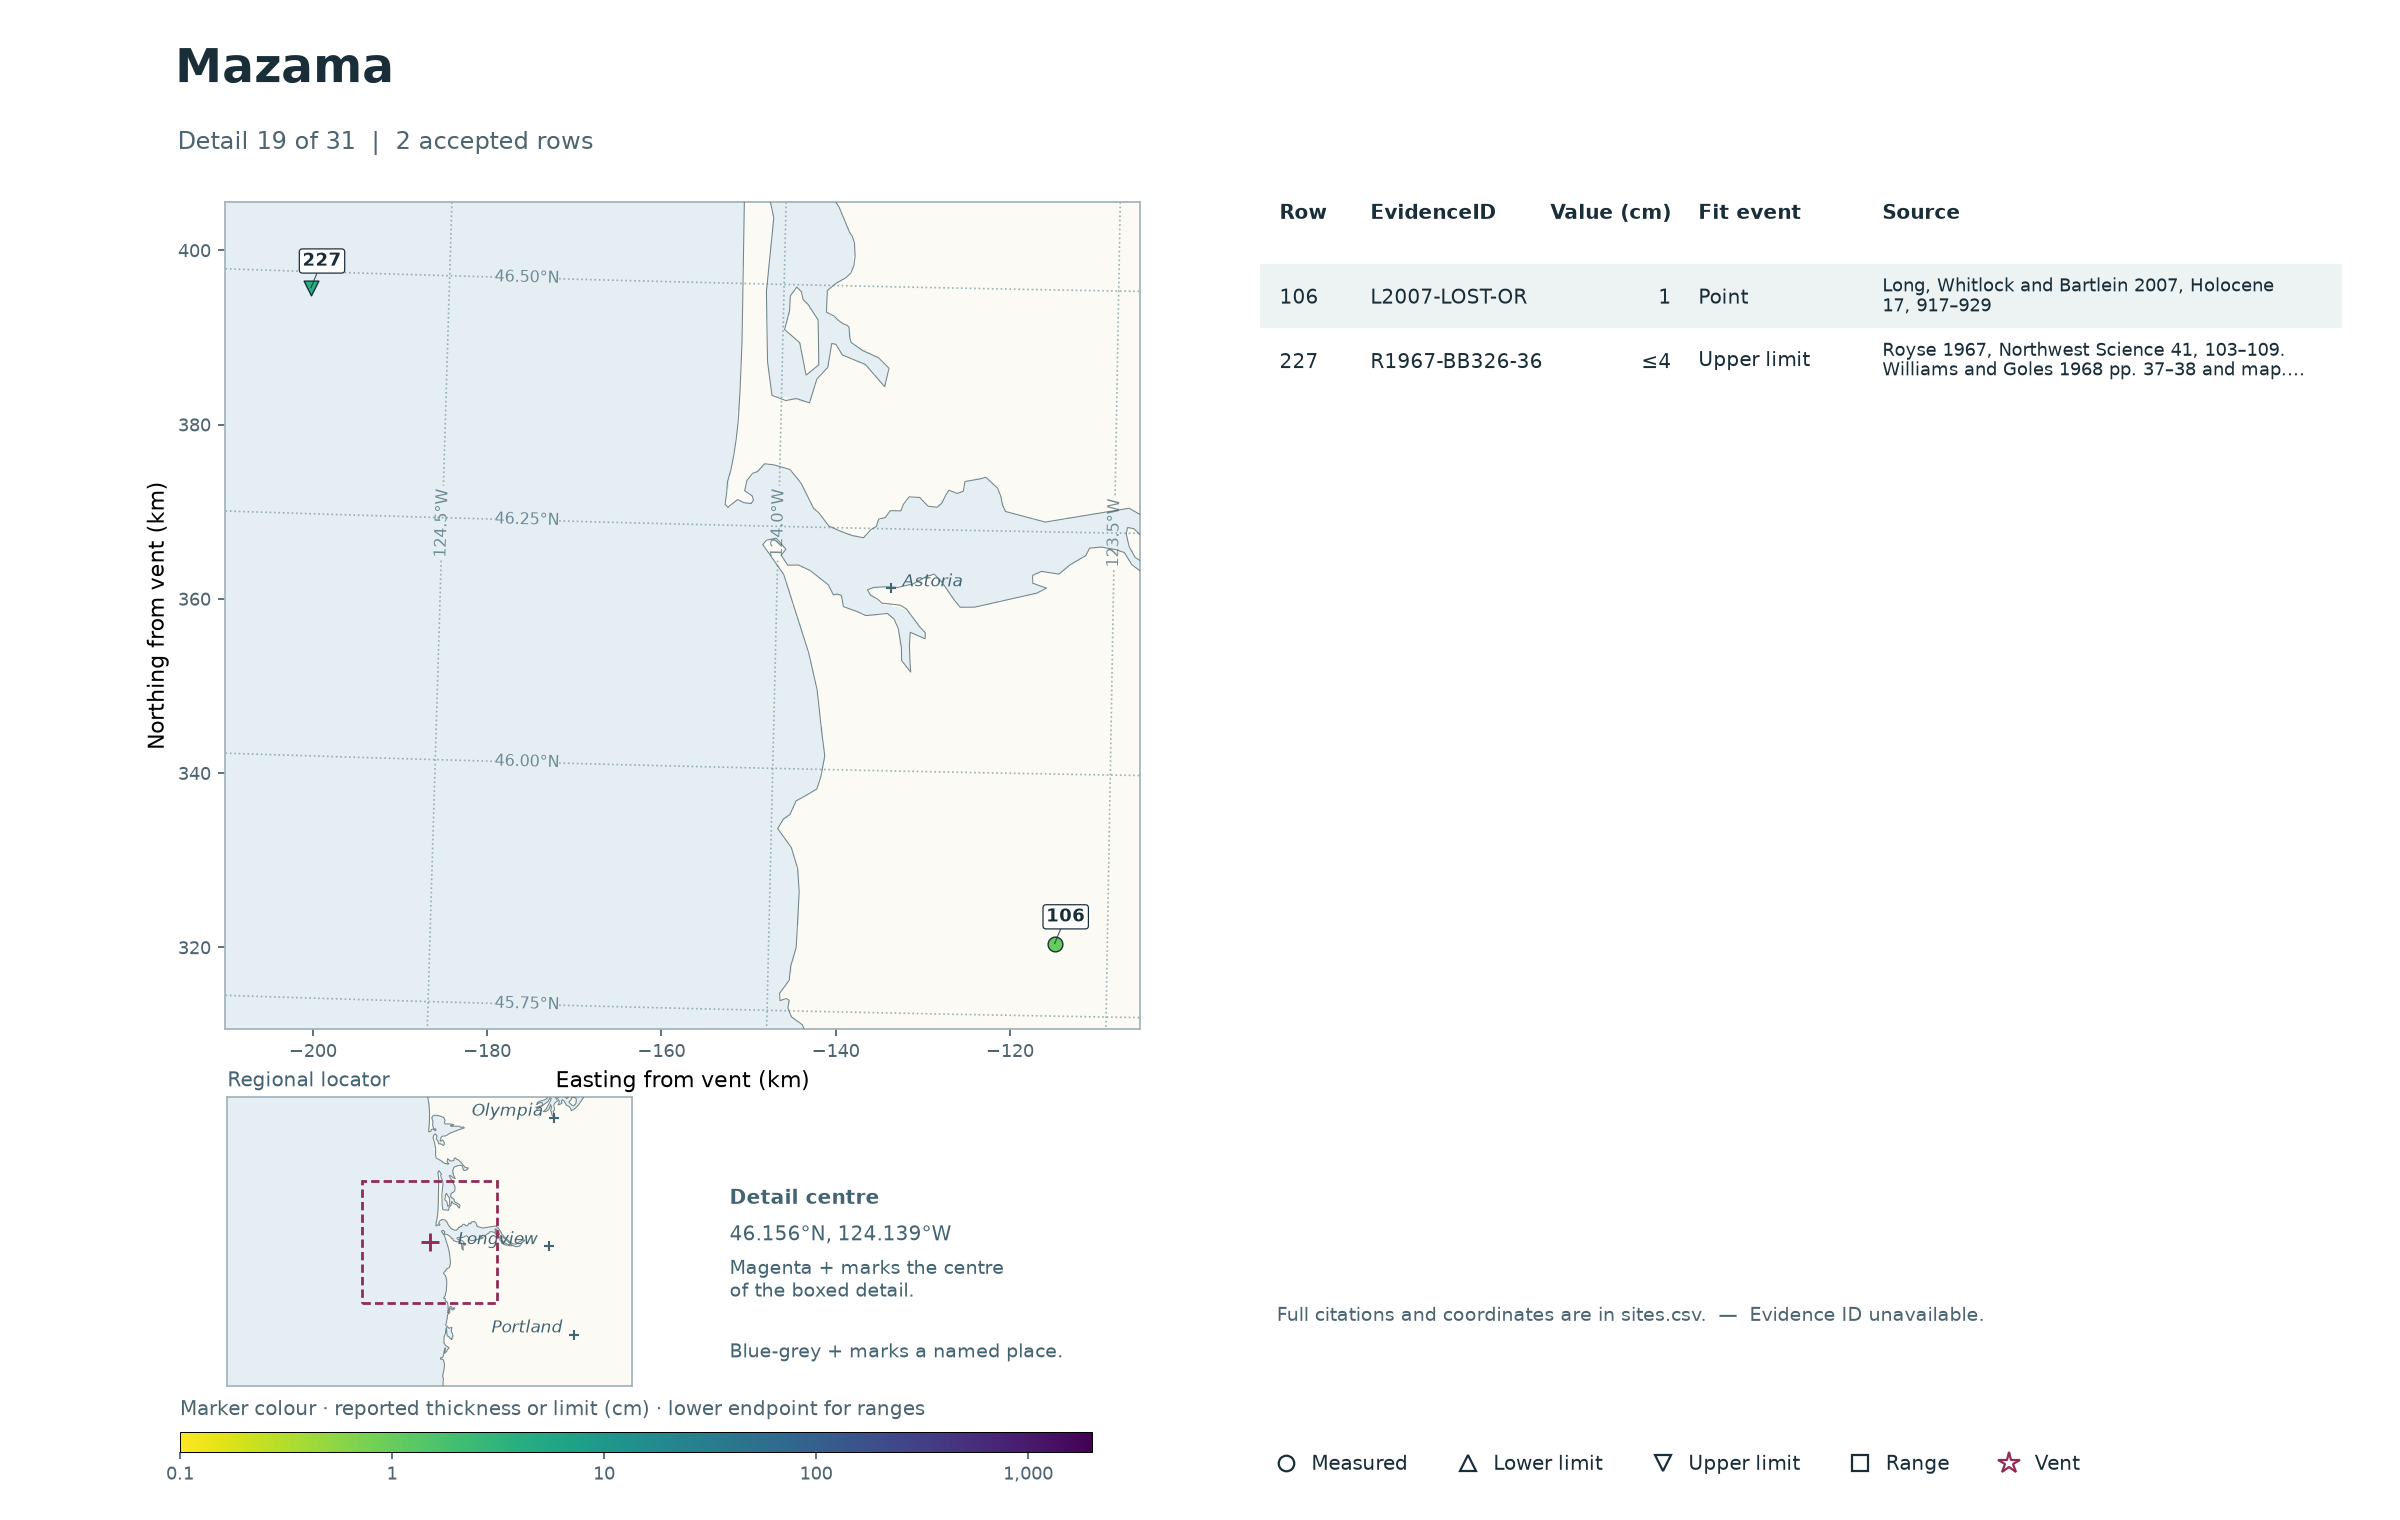 Mazama
Detail 19 of 31 | 2 accepted rows
Northing from vent (km)
400
380
360
340
320
227
46.50°N
46.25°N
46.00°N
45.75°N
124.5°W
124.0°W
123.5°W
Astoria
106
−200
−180
−160
−140
−120
Easting from vent (km)
Row EvidenceID Value (cm) Fit event Source
106 L2007-LOST-OR 1 Point Long, Whitlock and Bartlein 2007, Holocene
17, 917–929
227 R1967-BB326-36 ≤4 Upper limit Royse 1967, Northwest Science 41, 103–109.
Williams and Goles 1968 pp. 37–38 and map....
Regional locator
Olympia
Longview
Portland
Detail centre
46.156°N, 124.139°W
Magenta + marks the centre
of the boxed detail.
Blue-grey + marks a named place.
Full citations and coordinates are in sites.csv. — Evidence ID unavailable.
Marker colour · reported thickness or limit (cm) · lower endpoint for ranges
0.1 1 10 100 1,000
Measured Lower limit Upper limit Range Vent